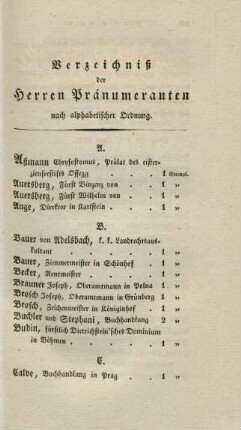 Verzeichniß
der
Herren Pränumeranten
nach alphabetischer Ordnung.
A.
Aßmann Chrysostomus, Prälat des cister-
zienserstiftes Ossegg . . . . 1 Exempl.
Auersberg, Fürst Vinzenz von . . 1 „
Auersberg, Fürst Wilhelm von . . 1 „
Auge, Direktor in Karlstein . . . 1 „
B.
Bauer von Adelsbach, k. k. Landrechtsaus-
kultant . . . . . . 1 „
Bauer, Zimmermeister in Schönhof . . 1 „
Becker, Rentmeister . . . . 1 „
Brauner Joseph, Oberamtmann in Polna 1 „
Brosch Joseph, Oberamtmann in Grünberg 1 „
Brosch, Zeichenmeister in Königinhof . 1 „
Buchler und Stephani, Buchhandlung 2 „
Budin, fürstlich Dietrichstein'sches Dominium
in Böhmen . . . . . 1 „
C.
Calve, Buchhandlung in Prag . . 1 „